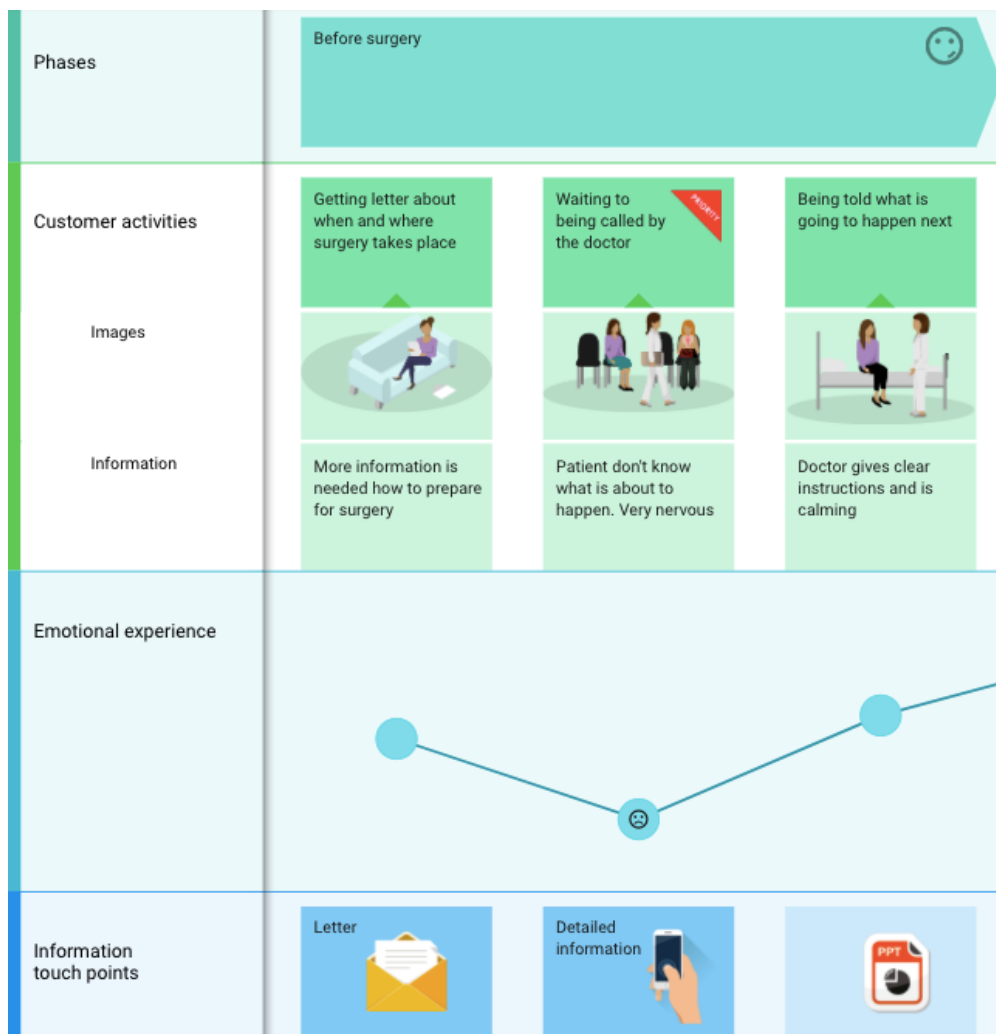 Phases
Before surgery
Customer activities
Getting letter about
when and where
surgery takes place
Waiting to
being called by
the doctor
PRIORITY
Being told what is
going to happen next
Images
Information
More information is
needed how to prepare
for surgery
Patient don't know
what is about to
happen. Very nervous
Doctor gives clear
instructions and is
calming
Emotional experience
Information
touch points
Letter
Detailed
information
PPT